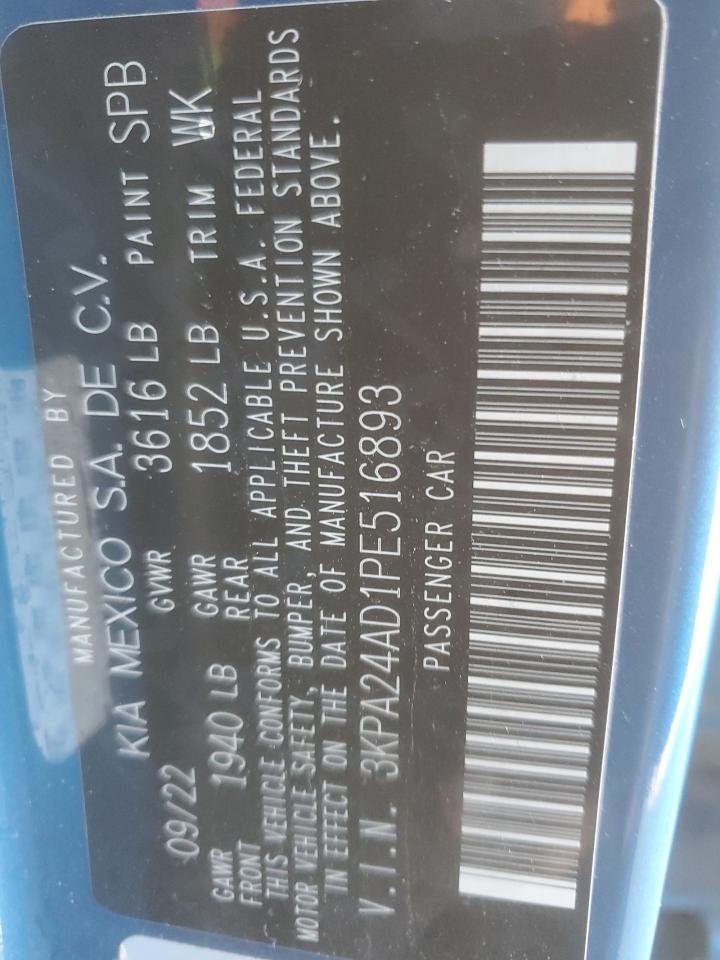 MANUFACTURED BY
KIA MEXICO S.A. DE C.V.
09/22 GVWR 3616 LB PAINT SPB
GAWR FRONT 1940 LB GAWR REAR 1852 LB TRIM WK
THIS VEHICLE CONFORMS TO ALL APPLICABLE U.S.A. FEDERAL
MOTOR VEHICLE SAFETY, BUMPER, AND THEFT PREVENTION STANDARDS
IN EFFECT ON THE DATE OF MANUFACTURE SHOWN ABOVE.
V.I.N. 3KPA24AD1PE516893
PASSENGER CAR